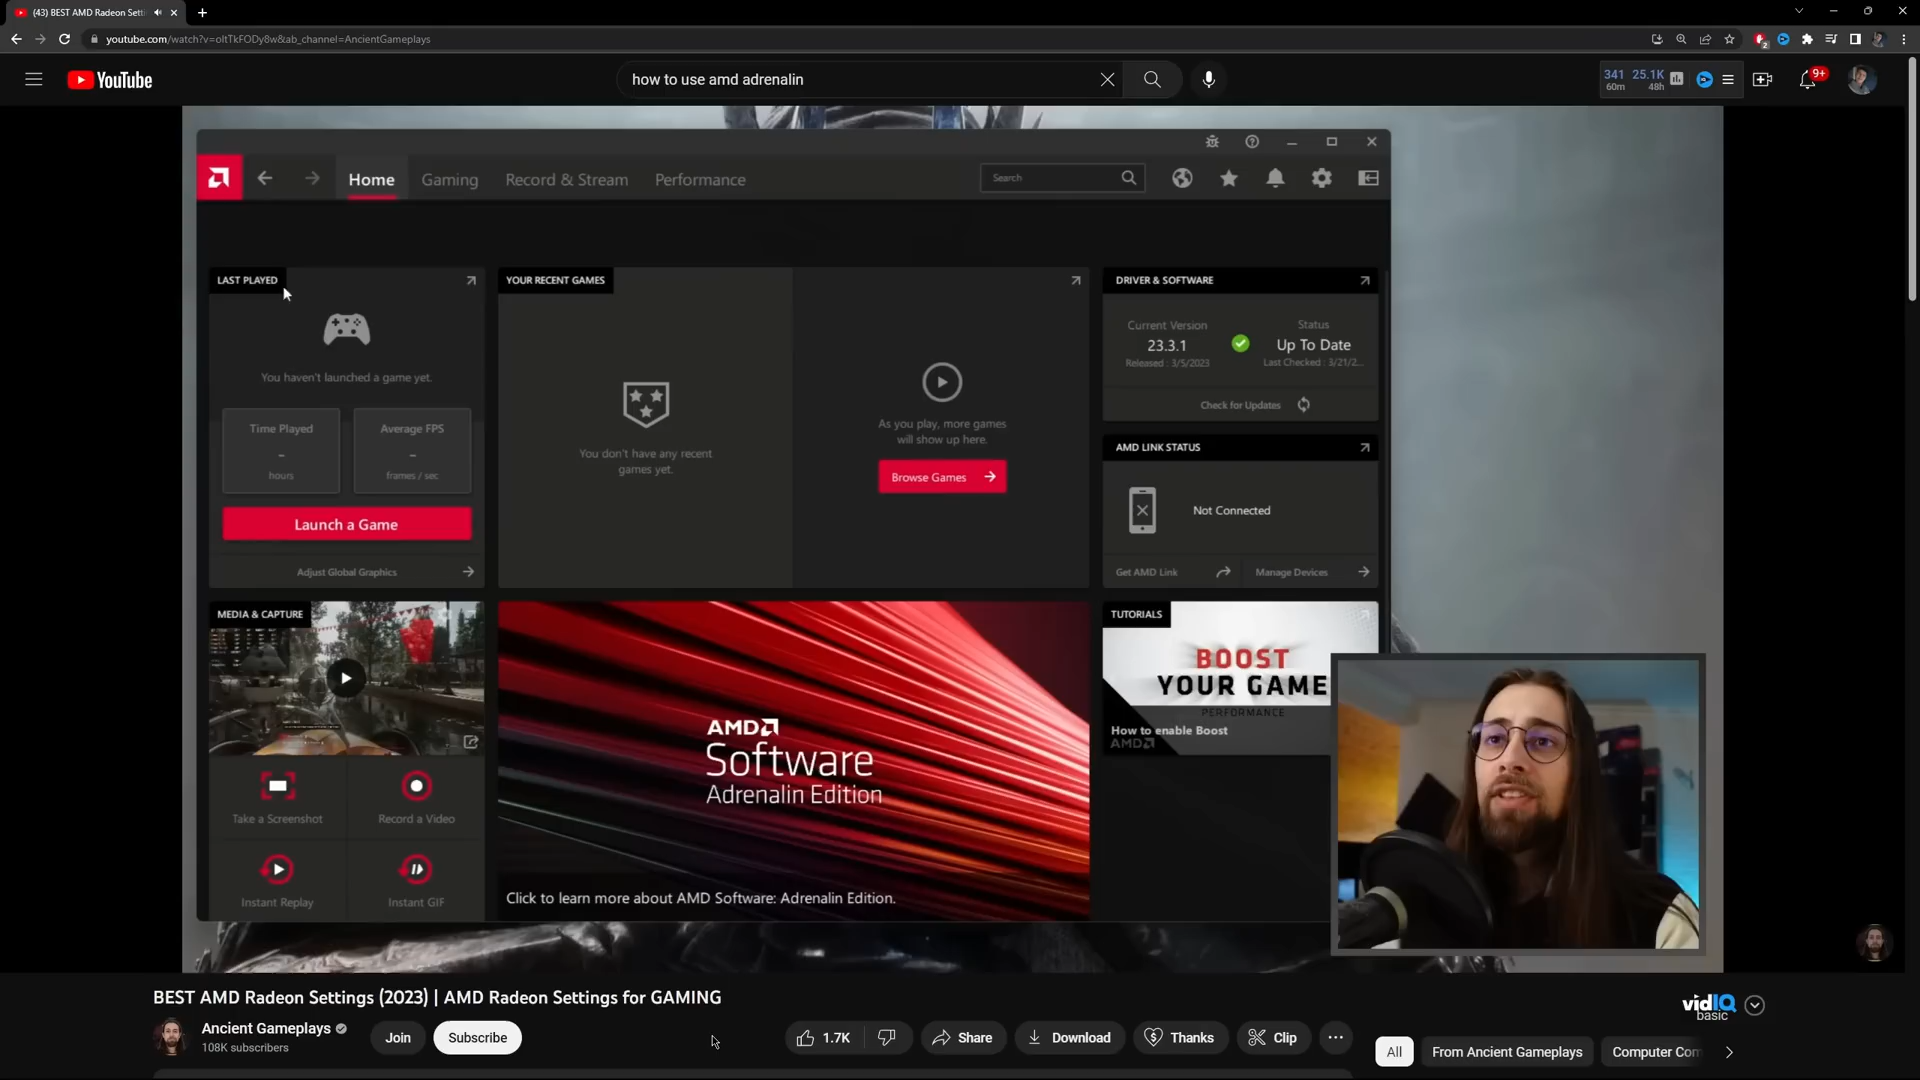 (43) BEST AMD Radeon Setti
youtube.com/watch?v=oltTkFODy8w&ab_channel=AncientGameplays
2
YouTube
how to use amd adrenalin
341 25.1K
60m 48h
9+
Home Gaming Record & Stream Performance
Search
LAST PLAYED
You haven't launched a game yet.
Time Played Average FPS
- -
hours frames / sec
Launch a Game
Adjust Global Graphics
YOUR RECENT GAMES
You don't have any recent
games yet.
As you play, more games
will show up here.
Browse Games
DRIVER & SOFTWARE
Current Version Status
23.3.1 Up To Date
Released : 3/5/2023 Last Checked : 3/21/2...
Check for Updates
AMD LINK STATUS
Not Connected
Get AMD Link Manage Devices
MEDIA & CAPTURE
Take a Screenshot Record a Video
Instant Replay Instant GIF
AMD
Software
Adrenalin Edition
Click to learn more about AMD Software: Adrenalin Edition.
TUTORIALS
BOOST
YOUR GAME
PERFORMANCE
How to enable Boost
AMD
BEST AMD Radeon Settings (2023) | AMD Radeon Settings for GAMING
Ancient Gameplays
108K subscribers
Join Subscribe
1.7K Share Download Thanks Clip
vidIQ
basic
All From Ancient Gameplays Computer Con